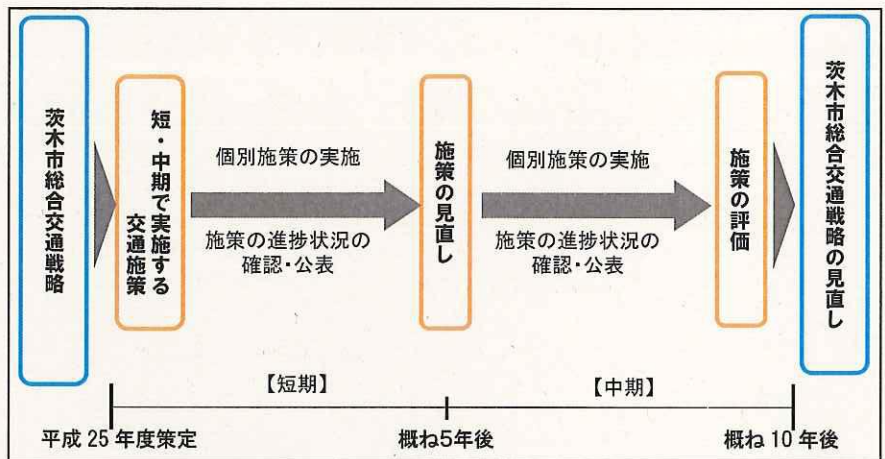 茨木市総合交通戦略
短・中期で実施する
交通施策
個別施策の実施
施策の進捗状況の
確認・公表
施策の見直し
個別施策の実施
施策の進捗状況の
確認・公表
施策の評価
茨木市総合交通戦略の見直し
【短期】
【中期】
平成25年度策定
概ね5年後
概ね10年後